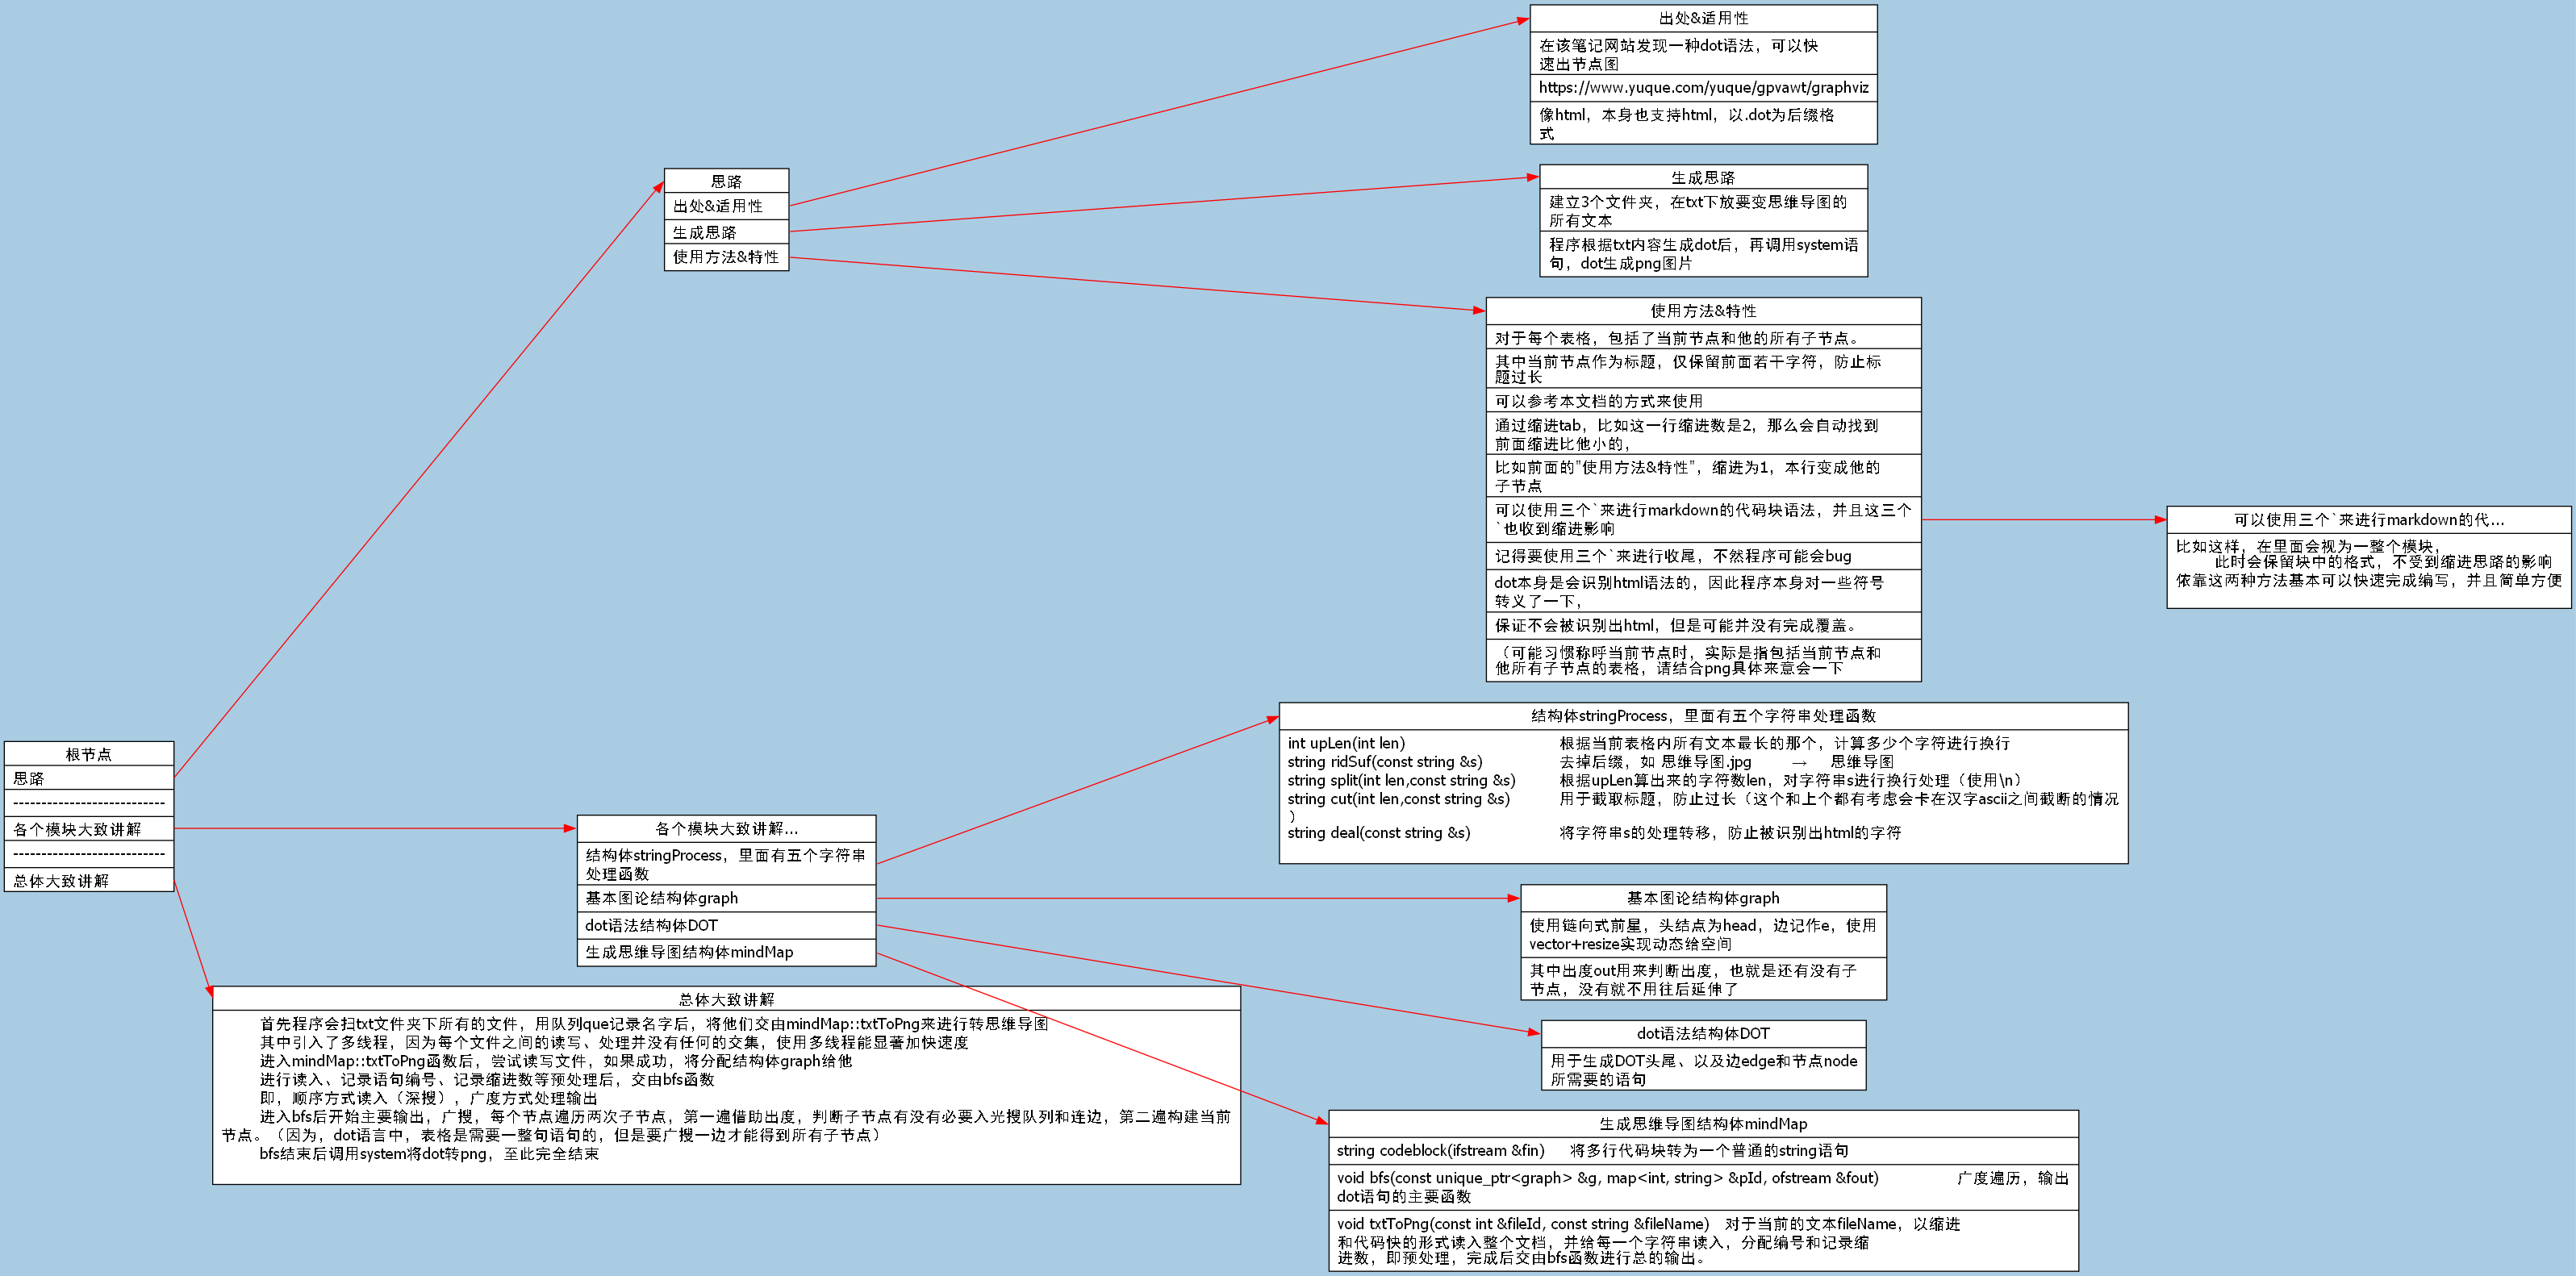 根节点
思路
----------------------------
各个模块大致讲解
----------------------------
总体大致讲解
思路
出处&适用性
生成思路
使用方法&特性
出处&适用性
在该笔记网站发现一种dot语法，可以快
速出节点图
https://www.yuque.com/yuque/gpvawt/graphviz
像html，本身也支持html，以.dot为后缀格
式
生成思路
建立3个文件夹，在txt下放要变思维导图的
所有文本
程序根据txt内容生成dot后，再调用system语
句，dot生成png图片
使用方法&特性
对于每个表格，包括了当前节点和他的所有子节点。
其中当前节点作为标题，仅保留前面若干字符，防止标
题过长
可以参考本文档的方式来使用
通过缩进tab，比如这一行缩进数是2，那么会自动找到
前面缩进比他小的，
比如前面的"使用方法&特性"，缩进为1，本行变成他的
子节点
可以使用三个`来进行markdown的代码块语法，并且这三个
`也收到缩进影响
记得要使用三个`来进行收尾，不然程序可能会bug
dot本身是会识别html语法的，因此程序本身对一些符号
转义了一下，
保证不会被识别出html，但是可能并没有完成覆盖。
（可能习惯称呼当前节点时，实际是指包括当前节点和
他所有子节点的表格，请结合png具体来意会一下
可以使用三个`来进行markdown的代...
比如这样，在里面会视为一整个模块，
此时会保留块中的格式，不受到缩进思路的影响
依靠这两种方法基本可以快速完成编写，并且简单方便
各个模块大致讲解...
结构体stringProcess，里面有五个字符串
处理函数
基本图论结构体graph
dot语法结构体DOT
生成思维导图结构体mindMap
结构体stringProcess，里面有五个字符串处理函数
int upLen(int len) 根据当前表格内所有文本最长的那个，计算多少个字符进行换行
string ridSuf(const string &s) 去掉后缀，如 思维导图.jpg → 思维导图
string split(int len,const string &s) 根据upLen算出来的字符数len，对字符串s进行换行处理（使用\n）
string cut(int len,const string &s) 用于截取标题，防止过长（这个和上个都有考虑会卡在汉字ascii之间截断的情况
）
string deal(const string &s) 将字符串s的处理转移，防止被识别出html的字符
基本图论结构体graph
使用链向式前星，头结点为head，边记作e，使用
vector+resize实现动态给空间
其中出度out用来判断出度，也就是还有没有子
节点，没有就不用往后延伸了
dot语法结构体DOT
用于生成DOT头尾、以及边edge和节点node
所需要的语句
生成思维导图结构体mindMap
string codeblock(ifstream &fin) 将多行代码块转为一个普通的string语句
void bfs(const unique_ptr<graph> &g, map<int, string> &pId, ofstream &fout) 广度遍历，输出
dot语句的主要函数
void txtToPng(const int &fileId, const string &fileName) 对于当前的文本fileName，以缩进
和代码快的形式读入整个文档，并给每一个字符串读入，分配编号和记录缩
进数，即预处理，完成后交由bfs函数进行总的输出。
总体大致讲解
首先程序会扫txt文件夹下所有的文件，用队列que记录名字后，将他们交由mindMap::txtToPng来进行转思维导图
其中引入了多线程，因为每个文件之间的读写、处理并没有任何的交集，使用多线程能显著加快速度
进入mindMap::txtToPng函数后，尝试读写文件，如果成功，将分配结构体graph给他
进行读入、记录语句编号、记录缩进数等预处理后，交由bfs函数
即，顺序方式读入（深搜），广度方式处理输出
进入bfs后开始主要输出，广搜，每个节点遍历两次子节点，第一遍借助出度，判断子节点有没有必要入光搜队列和连边，第二遍构建当前
节点。（因为，dot语言中，表格是需要一整句语句的，但是要广搜一边才能得到所有子节点）
bfs结束后调用system将dot转png，至此完全结束